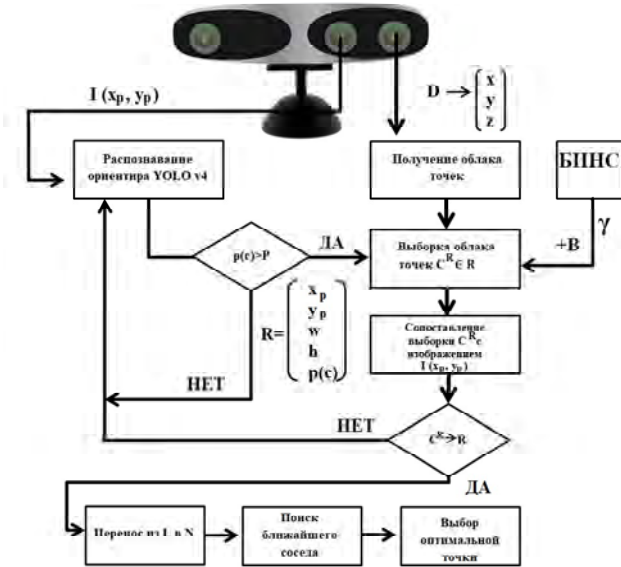 I (xp, yp)
D → x
y
z
Распознавание
ориентира YOLO v4
Получение облака
точек
БИНС
p(c)>P
ДА
Выборка облака
точек C^R ∈ R
+B
γ
R= xp
yp
w
h
p(c)
Сопоставление
выборки C^R с
изображением
I (xp, yp)
НЕТ
НЕТ
C^R→R
ДА
Перенос из L в N
Поиск
ближайшего
соседа
Выбор
оптимальной
точки